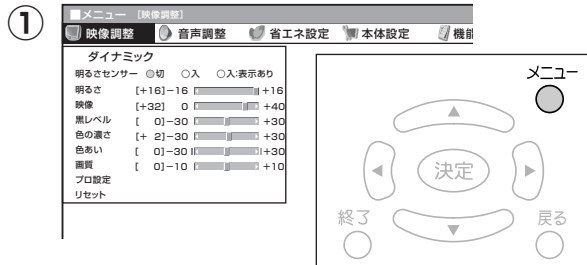 ①
■メニュー [映像調整]
映像調整 音声調整 省エネ設定 本体設定 機能
ダイナミック
明るさセンサー ◎切 ○入 ○入:表示あり
明るさ [+16]−16 +16
映像 [+32] 0 +40
黒レベル [ 0]−30 +30
色の濃さ [+ 2]−30 +30
色あい [ 0]−30 +30
画質 [ 0]−10 +10
プロ設定
リセット
メニュー
決定
終了
戻る